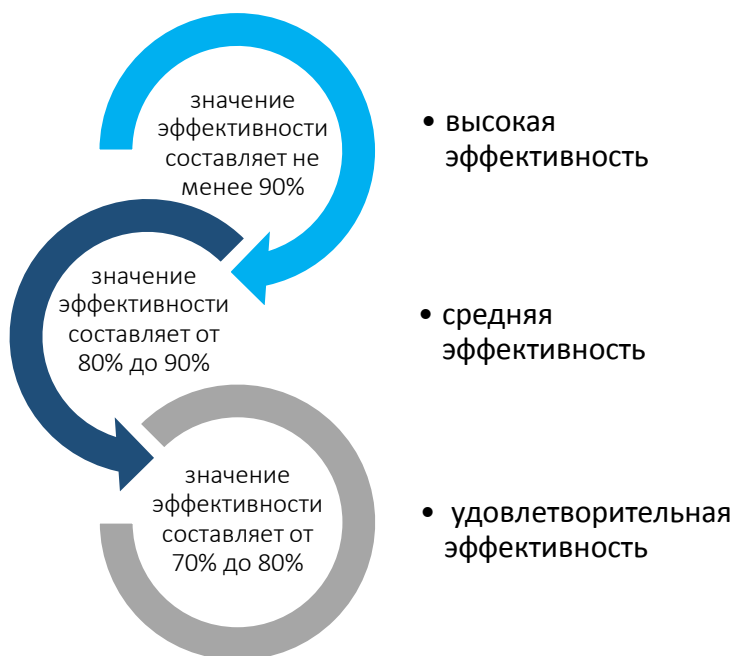 значение
эффективности
составляет не
менее 90%
• высокая
эффективность
значение
эффективности
составляет от
80% до 90%
• средняя
эффективность
значение
эффективности
составляет от
70% до 80%
• удовлетворительная
эффективность